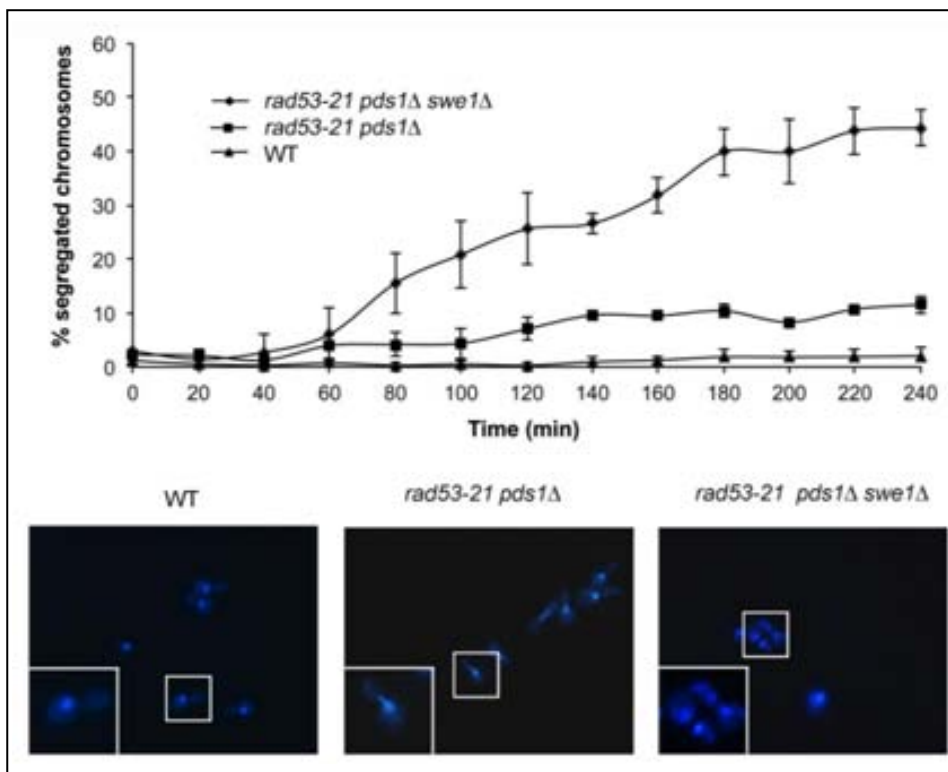 % segregated chromosomes
60
50
40
30
20
10
0
rad53-21 pds1Δ swe1Δ
rad53-21 pds1Δ
WT
0 20 40 60 80 100 120 140 160 180 200 220 240
Time (min)
WT rad53-21 pds1Δ rad53-21 pds1Δ swe1Δ